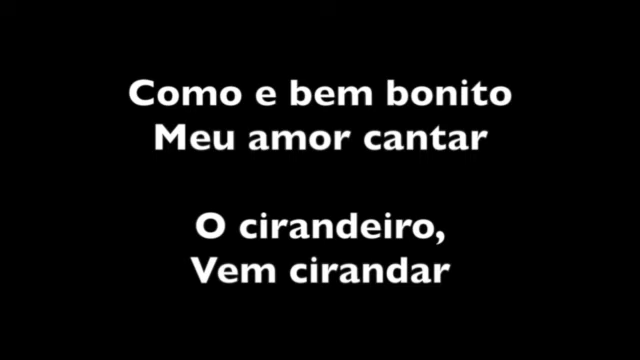 Como e bem bonito
Meu amor cantar
O cirandeiro,
Vem cirandar